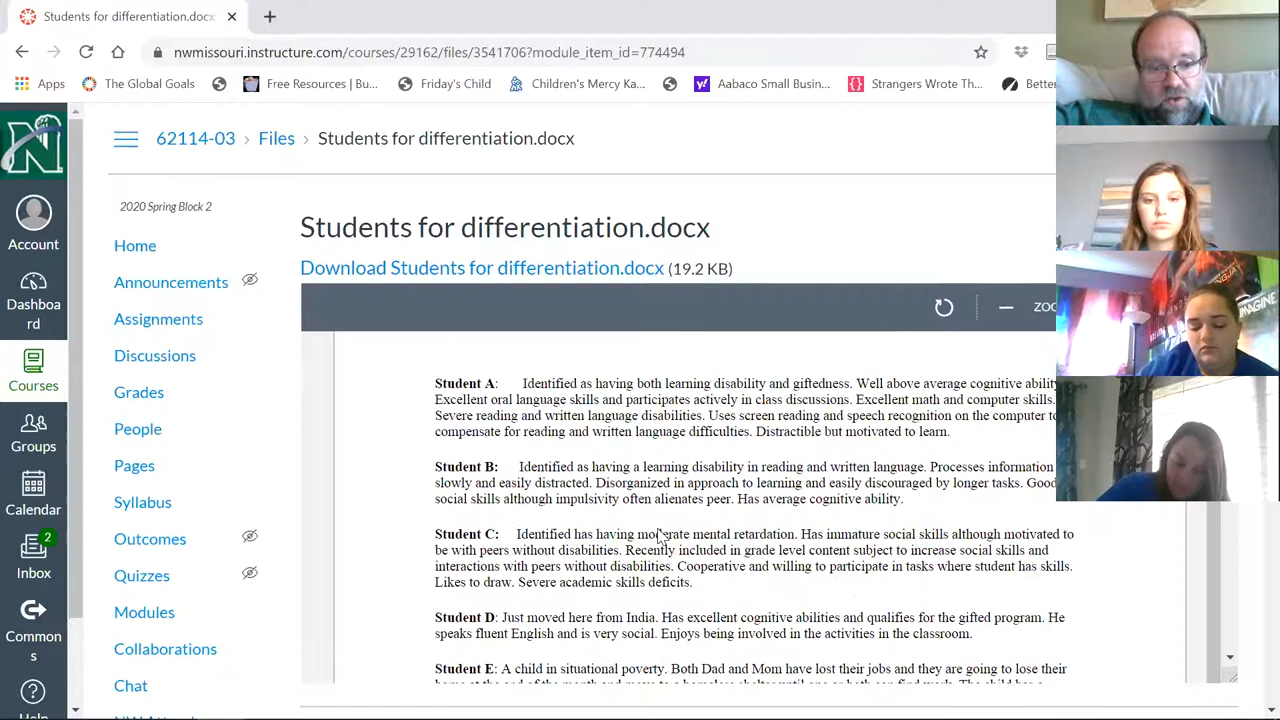 Students for differentiation.docx
nwmissouri.instructure.com/courses/29162/files/3541706?module_item_id=774494
Apps The Global Goals Free Resources | Bu... Friday's Child Children's Mercy Ka... Aabaco Small Busin... Strangers Wrote Th... Better
62114-03 › Files › Students for differentiation.docx
N
2020 Spring Block 2
Account
Dashboa
rd
Courses
Groups
Calendar
2
Inbox
Common
s
Help
Home
Announcements
Assignments
Discussions
Grades
People
Pages
Syllabus
Outcomes
Quizzes
Modules
Collaborations
Chat
Students for differentiation.docx
Download Students for differentiation.docx (19.2 KB)
Student A: Identified as having both learning disability and giftedness. Well above average cognitive ability
Excellent oral language skills and participates actively in class discussions. Excellent math and computer skills.
Severe reading and written language disabilities. Uses screen reading and speech recognition on the computer to
compensate for reading and written language difficulties. Distractible but motivated to learn.
Student B: Identified as having a learning disability in reading and written language. Processes information
slowly and easily distracted. Disorganized in approach to learning and easily discouraged by longer tasks. Good
social skills although impulsivity often alienates peer. Has average cognitive ability.
Student C: Identified has having moderate mental retardation. Has immature social skills although motivated to
be with peers without disabilities. Recently included in grade level content subject to increase social skills and
interactions with peers without disabilities. Cooperative and willing to participate in tasks where student has skills.
Likes to draw. Severe academic skills deficits.
Student D: Just moved here from India. Has excellent cognitive abilities and qualifies for the gifted program. He
speaks fluent English and is very social. Enjoys being involved in the activities in the classroom.
Student E: A child in situational poverty. Both Dad and Mom have lost their jobs and they are going to lose their
IMAGINE